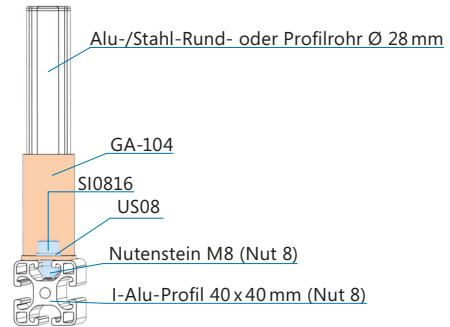 Alu-/Stahl-Rund- oder Profilrohr Ø 28 mm
GA-104
SI0816
US08
Nutenstein M8 (Nut 8)
I-Alu-Profil 40 x 40 mm (Nut 8)